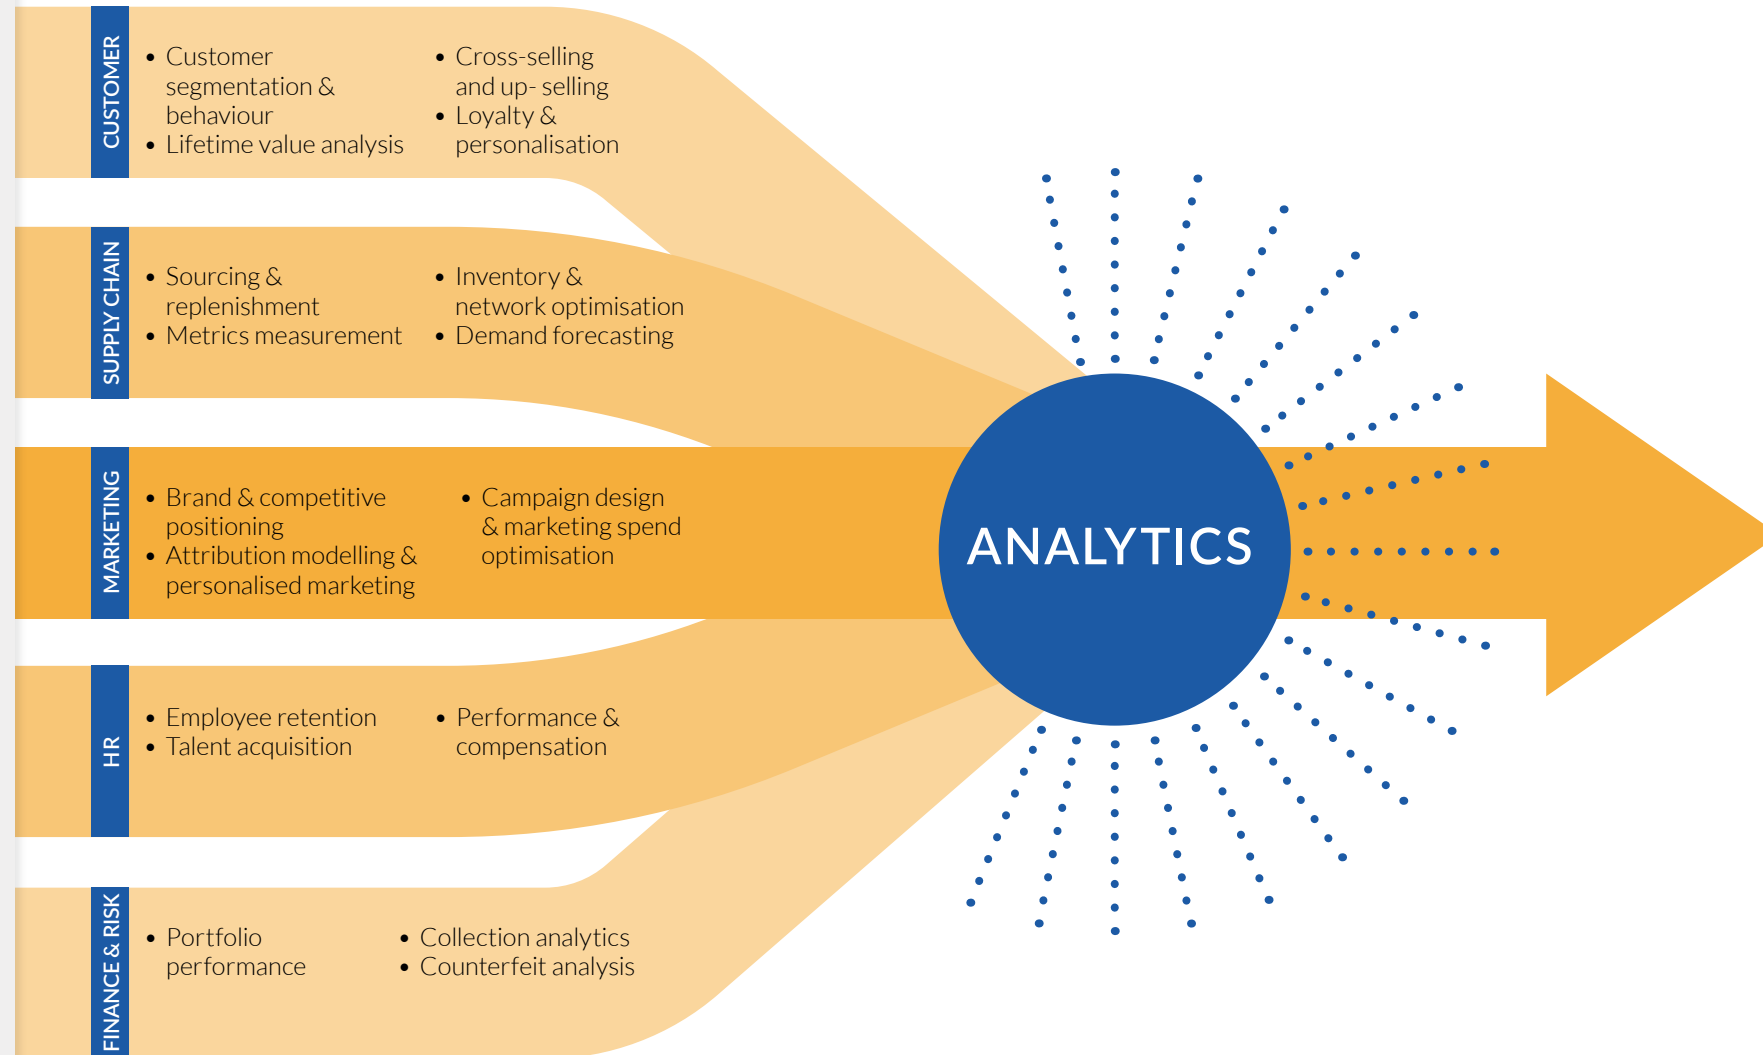 CUSTOMER
• Customer
segmentation &
behaviour
• Lifetime value analysis
• Cross-selling
and up- selling
• Loyalty &
personalisation
SUPPLY CHAIN
• Sourcing &
replenishment
• Metrics measurement
• Inventory &
network optimisation
• Demand forecasting
MARKETING
• Brand & competitive
positioning
• Attribution modelling &
personalised marketing
• Campaign design
& marketing spend
optimisation
HR
• Employee retention
• Talent acquisition
• Performance &
compensation
FINANCE & RISK
• Portfolio
performance
• Collection analytics
• Counterfeit analysis
ANALYTICS